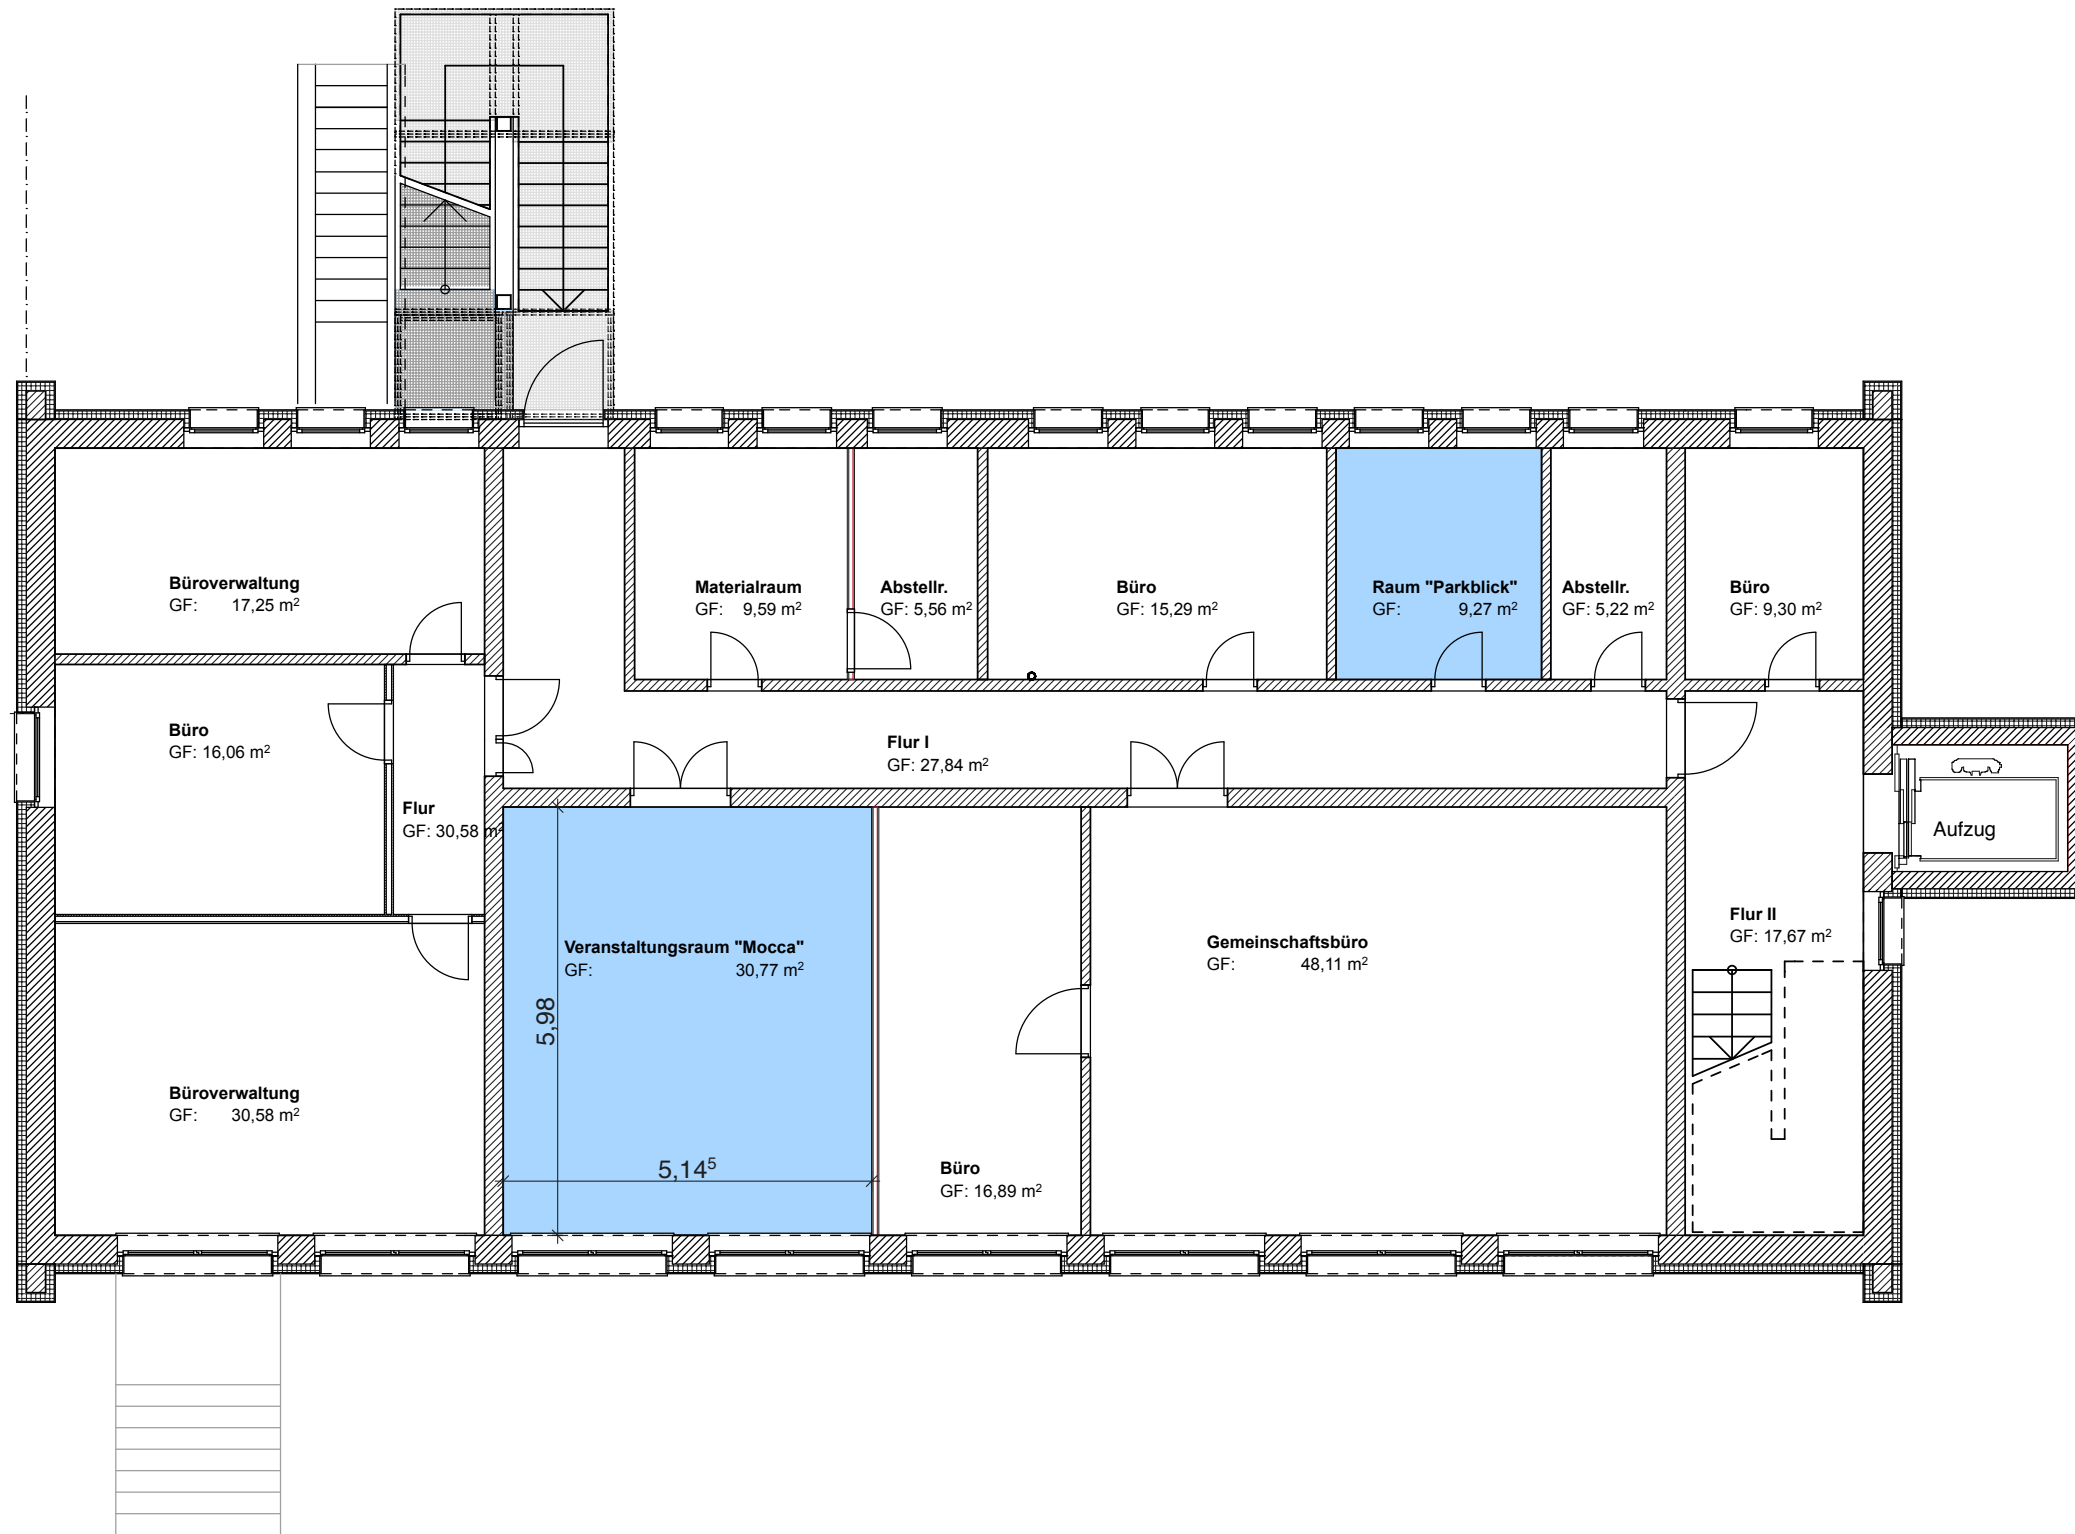 Büroverwaltung
GF: 17,25 m²
Materialraum
GF: 9,59 m²
Abstellr.
GF: 5,56 m²
Büro
GF: 15,29 m²
Raum "Parkblick"
GF: 9,27 m²
Abstellr.
GF: 5,22 m²
Büro
GF: 9,30 m²
Büro
GF: 16,06 m²
Flur I
GF: 27,84 m²
Flur
GF: 30,58 m²
Aufzug
Veranstaltungsraum "Mocca"
GF: 30,77 m²
Gemeinschaftsbüro
GF: 48,11 m²
Flur II
GF: 17,67 m²
5,98
Büroverwaltung
GF: 30,58 m²
5,14⁵
Büro
GF: 16,89 m²